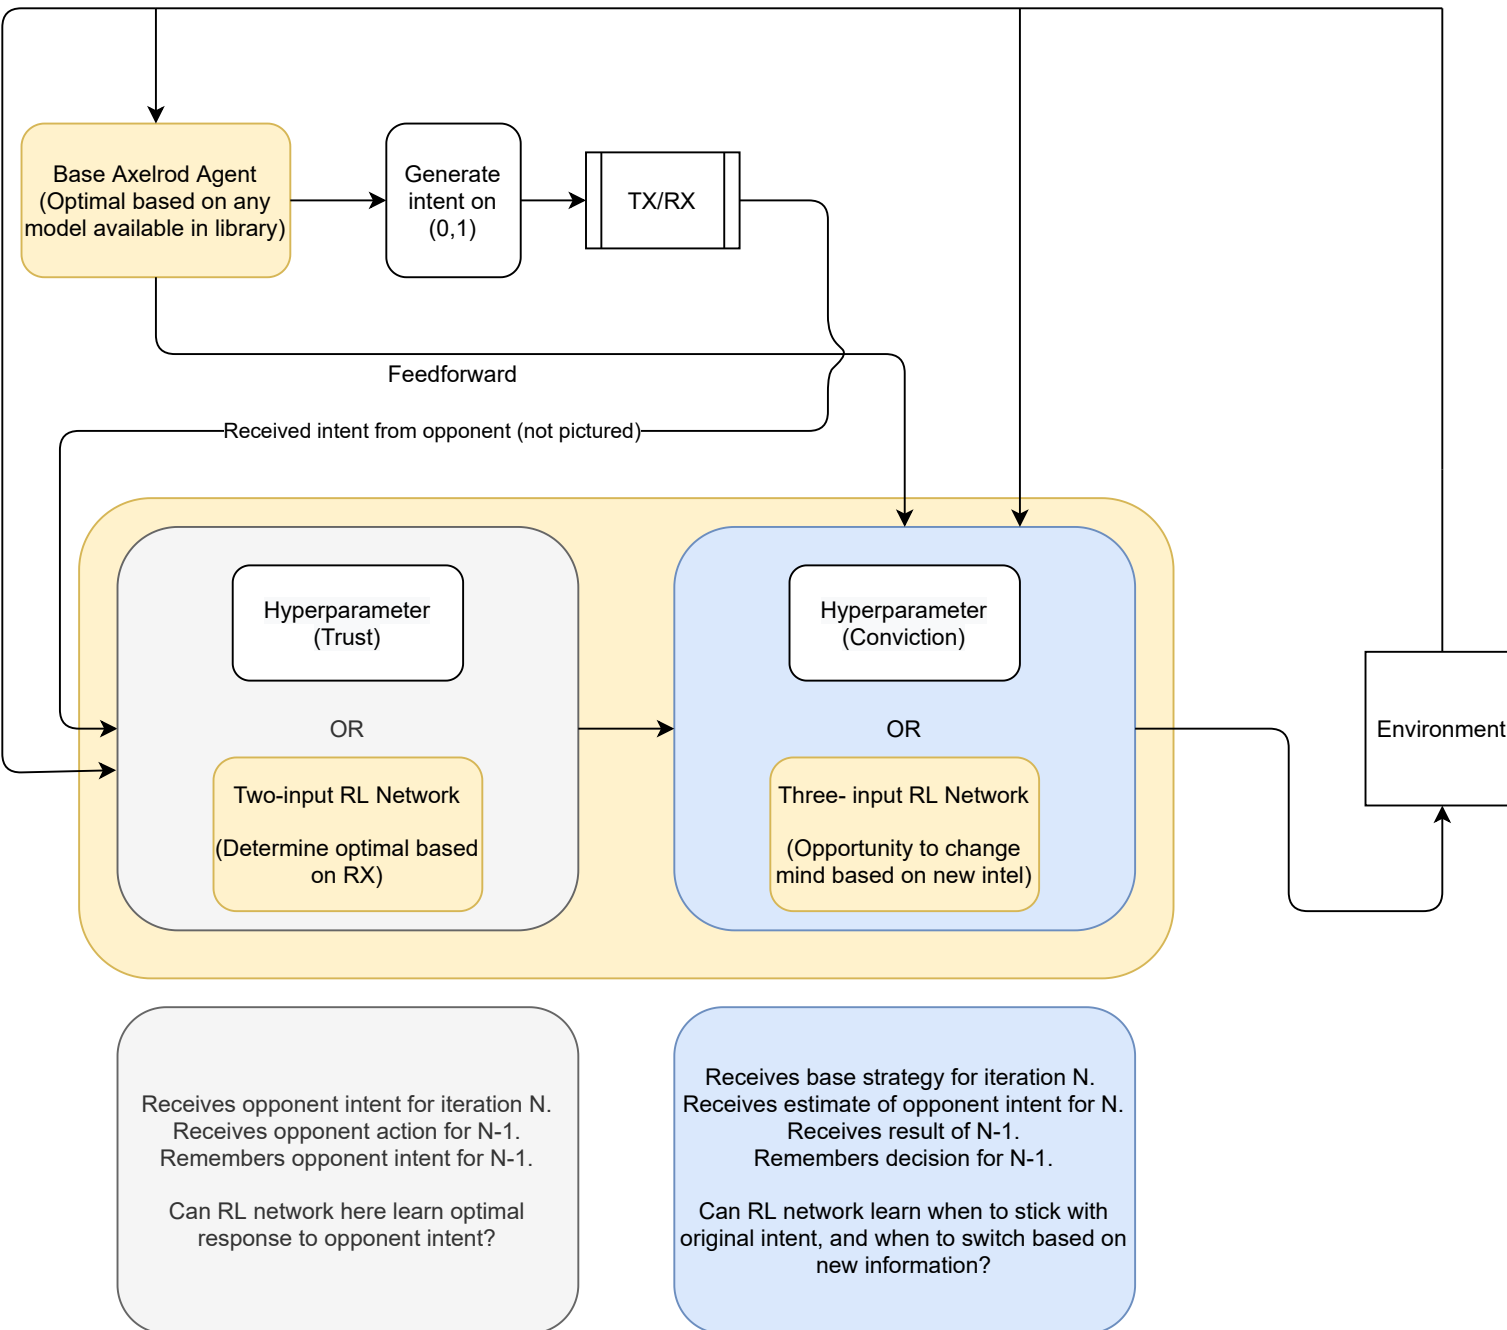 Base Axelrod Agent
(Optimal based on any
model available in library)
Generate
intent on
(0,1)
TX/RX
Feedforward
Received intent from opponent (not pictured)
Hyperparameter
(Trust)
OR
Two-input RL Network
(Determine optimal based
on RX)
Hyperparameter
(Conviction)
OR
Three- input RL Network
(Opportunity to change
mind based on new intel)
Environment
Receives opponent intent for iteration N.
Receives opponent action for N-1.
Remembers opponent intent for N-1.
Can RL network here learn optimal
response to opponent intent?
Receives base strategy for iteration N.
Receives estimate of opponent intent for N.
Receives result of N-1.
Remembers decision for N-1.
Can RL network learn when to stick with
original intent, and when to switch based on
new information?